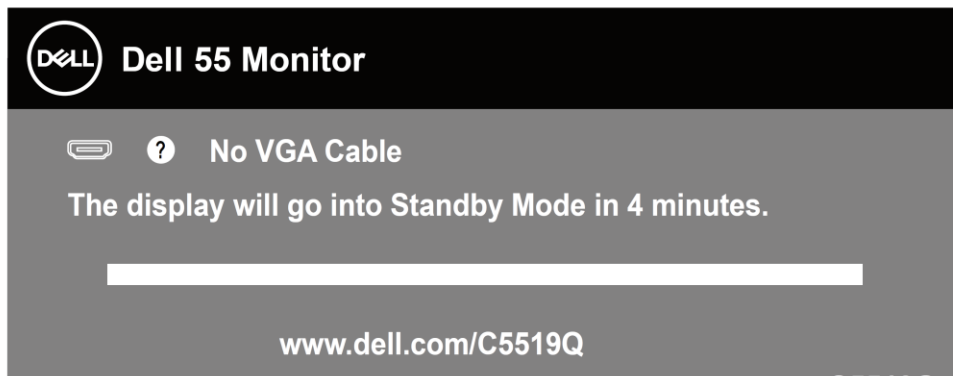 DELL Dell 55 Monitor
? No VGA Cable
The display will go into Standby Mode in 4 minutes.
www.dell.com/C5519Q